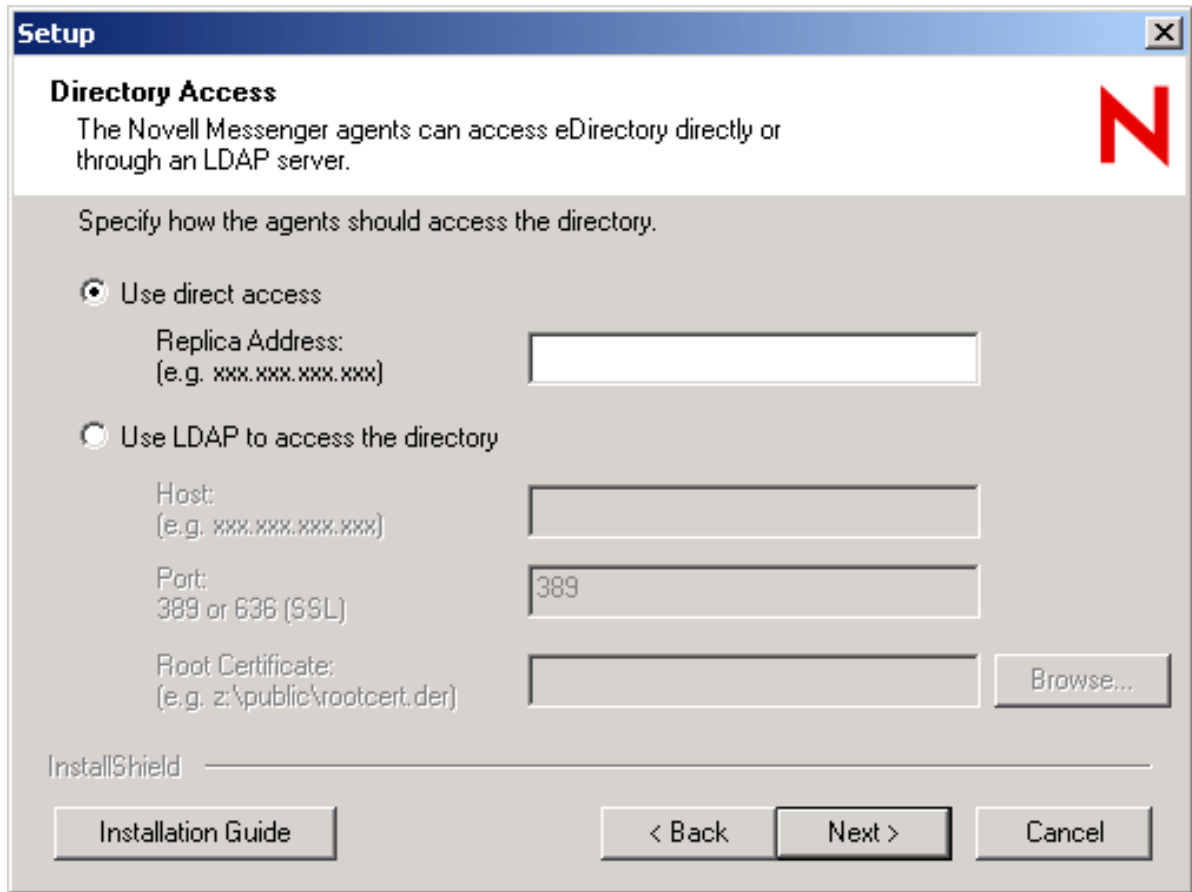 Setup
Directory Access
The Novell Messenger agents can access eDirectory directly or
through an LDAP server.
N
Specify how the agents should access the directory.
Use direct access
Replica Address:
(e.g. xxx.xxx.xxx.xxx)
Use LDAP to access the directory
Host:
(e.g. xxx.xxx.xxx.xxx)
Port:
389 or 636 (SSL)
389
Root Certificate:
(e.g. z:\public\rootcert.der)
Browse...
InstallShield
Installation Guide
< Back
Next >
Cancel